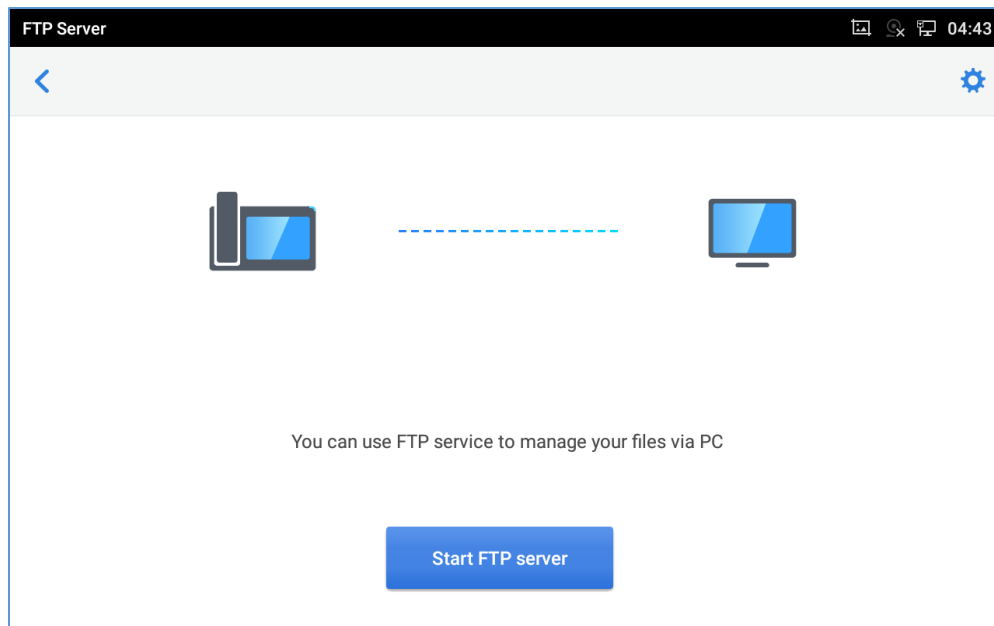 FTP Server 04:43
You can use FTP service to manage your files via PC
Start FTP server